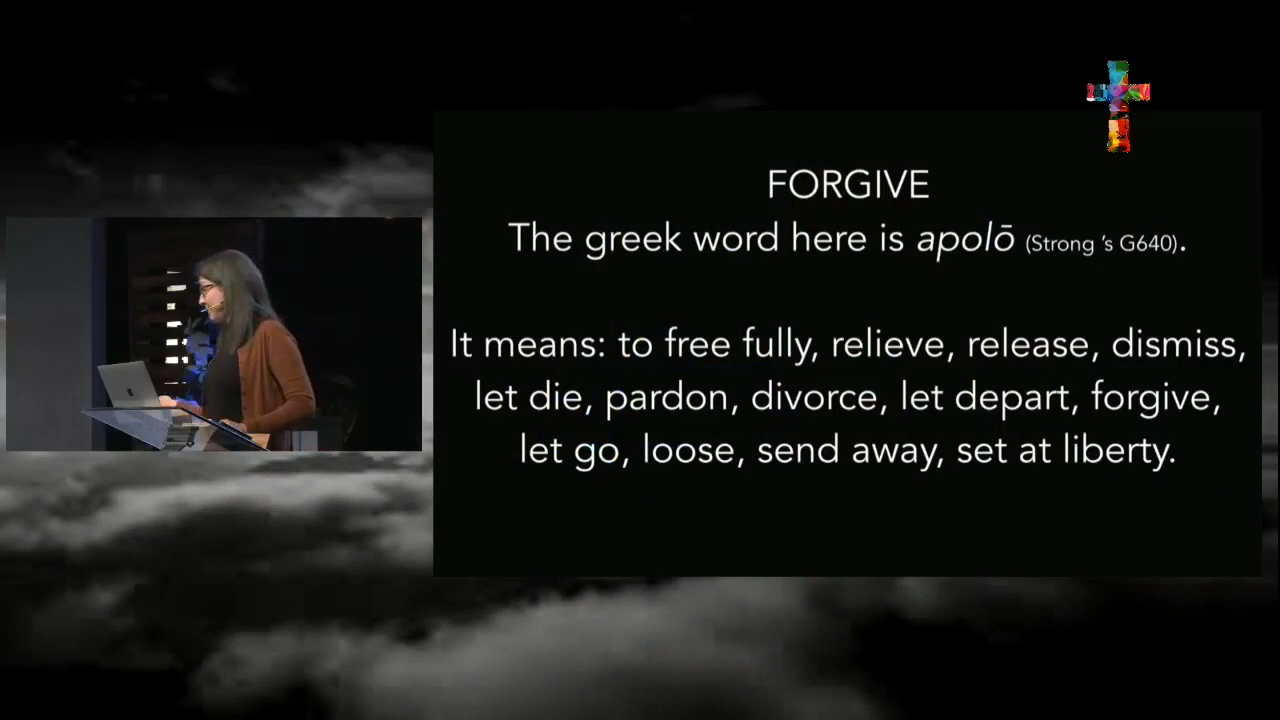 FORGIVE
The greek word here is apolō (Strong 's G640).
It means: to free fully, relieve, release, dismiss,
let die, pardon, divorce, let depart, forgive,
let go, loose, send away, set at liberty.